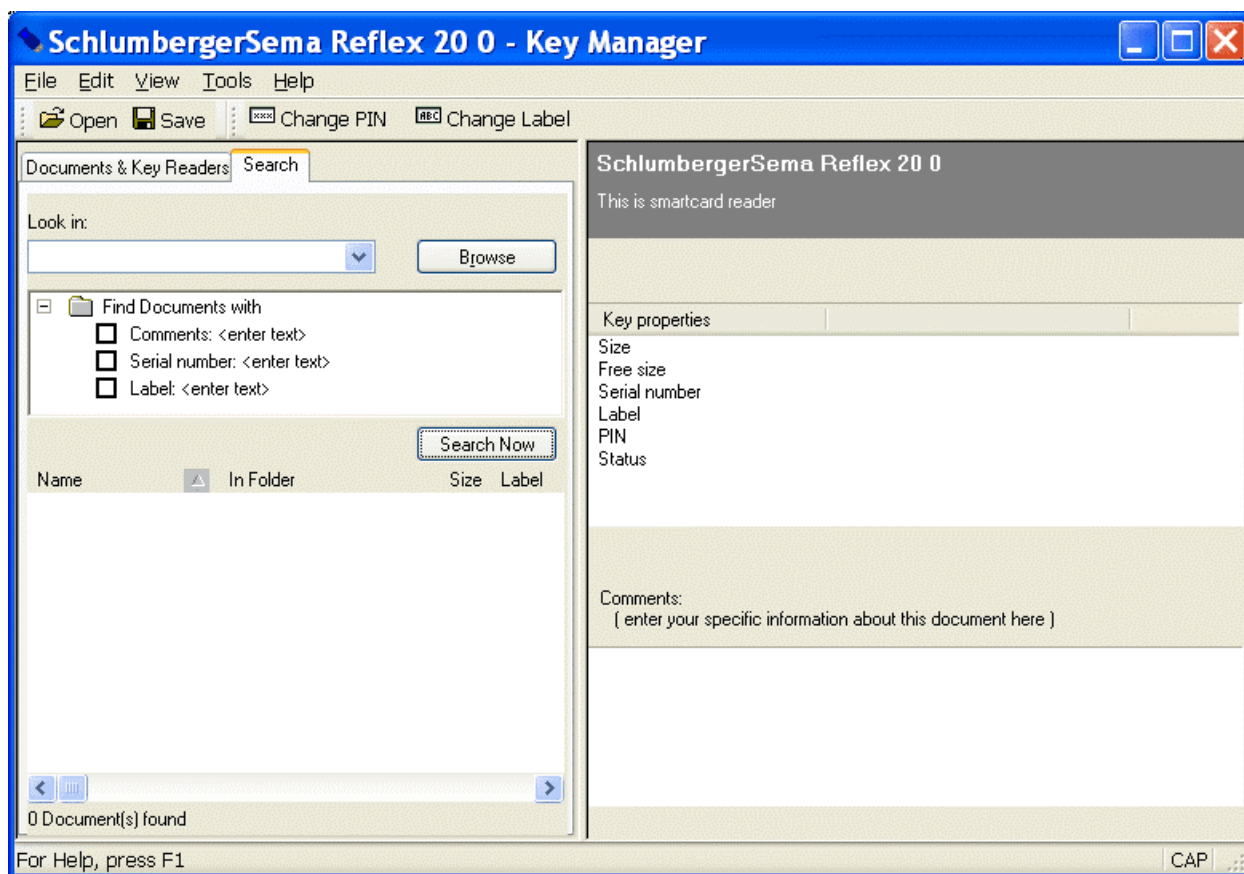 SchlumbergerSema Reflex 20 0 - Key Manager
File Edit View Tools Help
Open Save xxx Change PIN ABC Change Label
Documents & Key Readers Search
Look in:
Browse
Find Documents with
Comments: <enter text>
Serial number: <enter text>
Label: <enter text>
Search Now
Name In Folder Size Label
0 Document(s) found
SchlumbergerSema Reflex 20 0
This is smartcard reader
Key properties
Size
Free size
Serial number
Label
PIN
Status
Comments:
( enter your specific information about this document here )
For Help, press F1 CAP